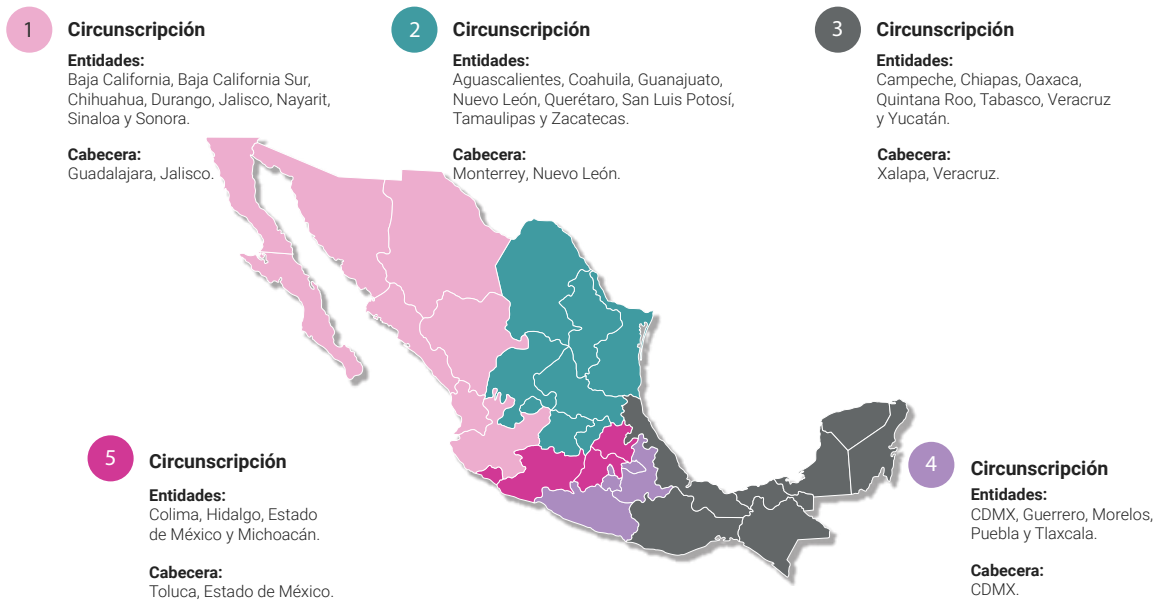 1
Circunscripción
Entidades:
Baja California, Baja California Sur,
Chihuahua, Durango, Jalisco, Nayarit,
Sinaloa y Sonora.
Cabecera:
Guadalajara, Jalisco.
2
Circunscripción
Entidades:
Aguascalientes, Coahuila, Guanajuato,
Nuevo León, Querétaro, San Luis Potosí,
Tamaulipas y Zacatecas.
Cabecera:
Monterrey, Nuevo León.
3
Circunscripción
Entidades:
Campeche, Chiapas, Oaxaca,
Quintana Roo, Tabasco, Veracruz
y Yucatán.
Cabecera:
Xalapa, Veracruz.
5
Circunscripción
Entidades:
Colima, Hidalgo, Estado
de México y Michoacán.
Cabecera:
Toluca, Estado de México.
4
Circunscripción
Entidades:
CDMX, Guerrero, Morelos,
Puebla y Tlaxcala.
Cabecera:
CDMX.